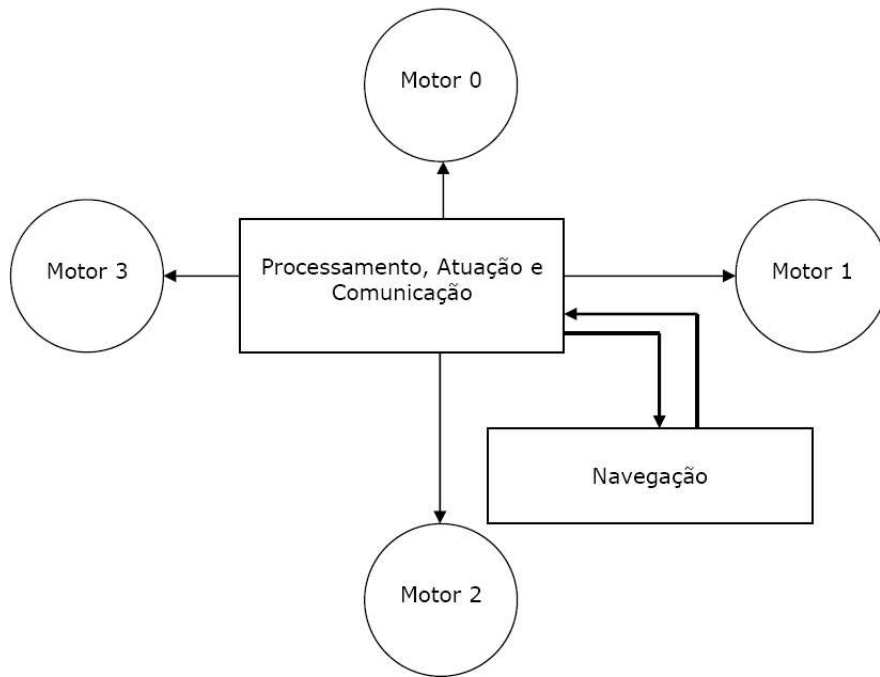 Motor 0
Motor 3
Processamento, Atuação e
Comunicação
Motor 1
Navegação
Motor 2